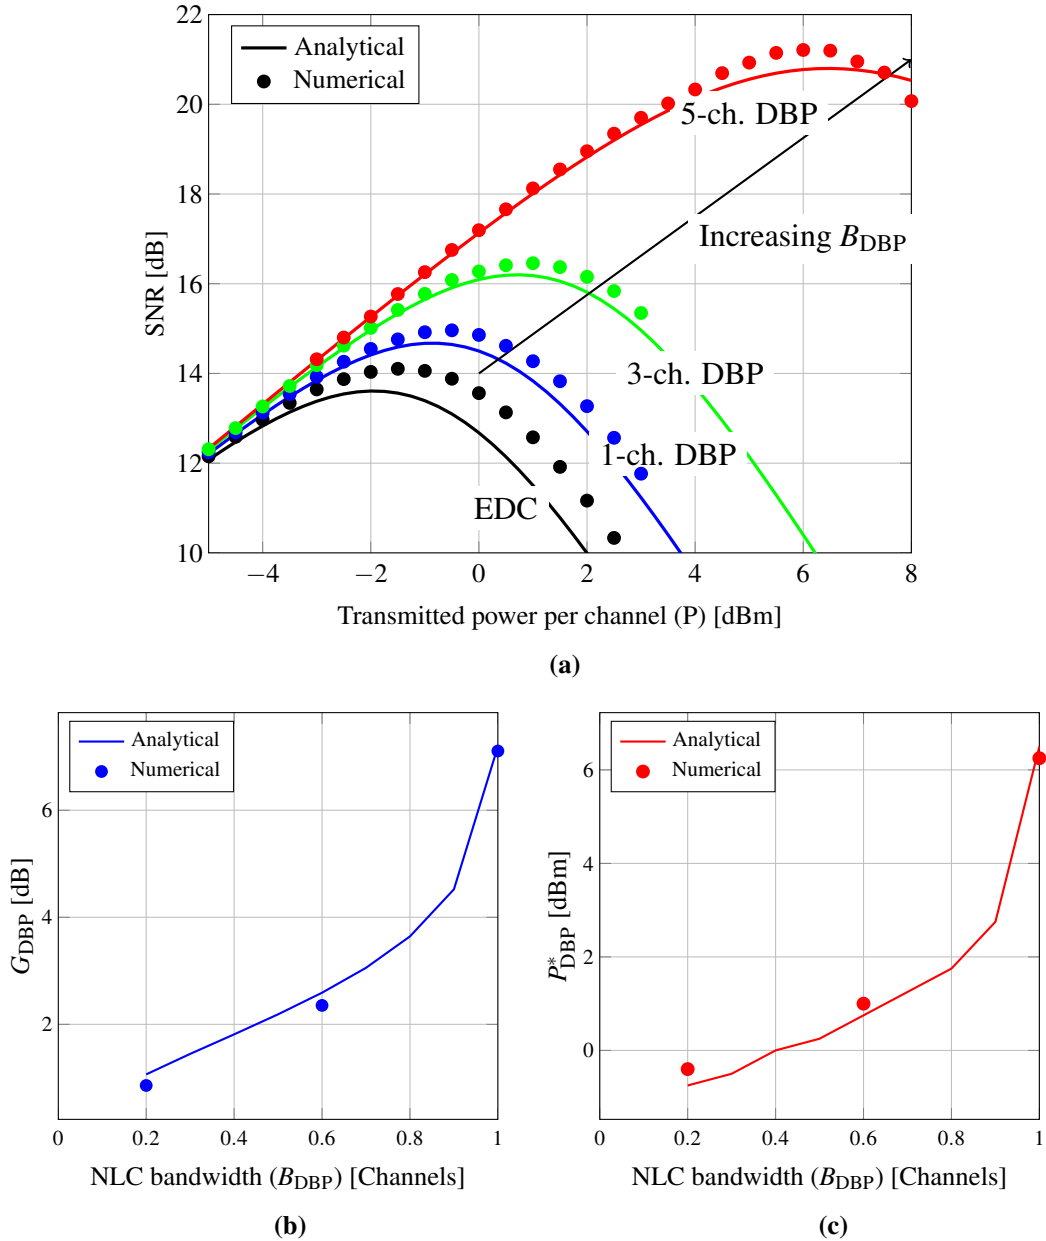 22
20
18
16
14
12
10
SNR [dB]
Analytical
Numerical
5-ch. DBP
Increasing B_DBP
3-ch. DBP
1-ch. DBP
EDC
−4 −2 0 2 4 6 8
Transmitted power per channel (P) [dBm]
(a)
6
4
2
G_DBP [dB]
Analytical
Numerical
0 0.2 0.4 0.6 0.8 1
NLC bandwidth (B_DBP) [Channels]
(b)
6
4
2
0
P*_DBP [dBm]
Analytical
Numerical
0 0.2 0.4 0.6 0.8 1
NLC bandwidth (B_DBP) [Channels]
(c)